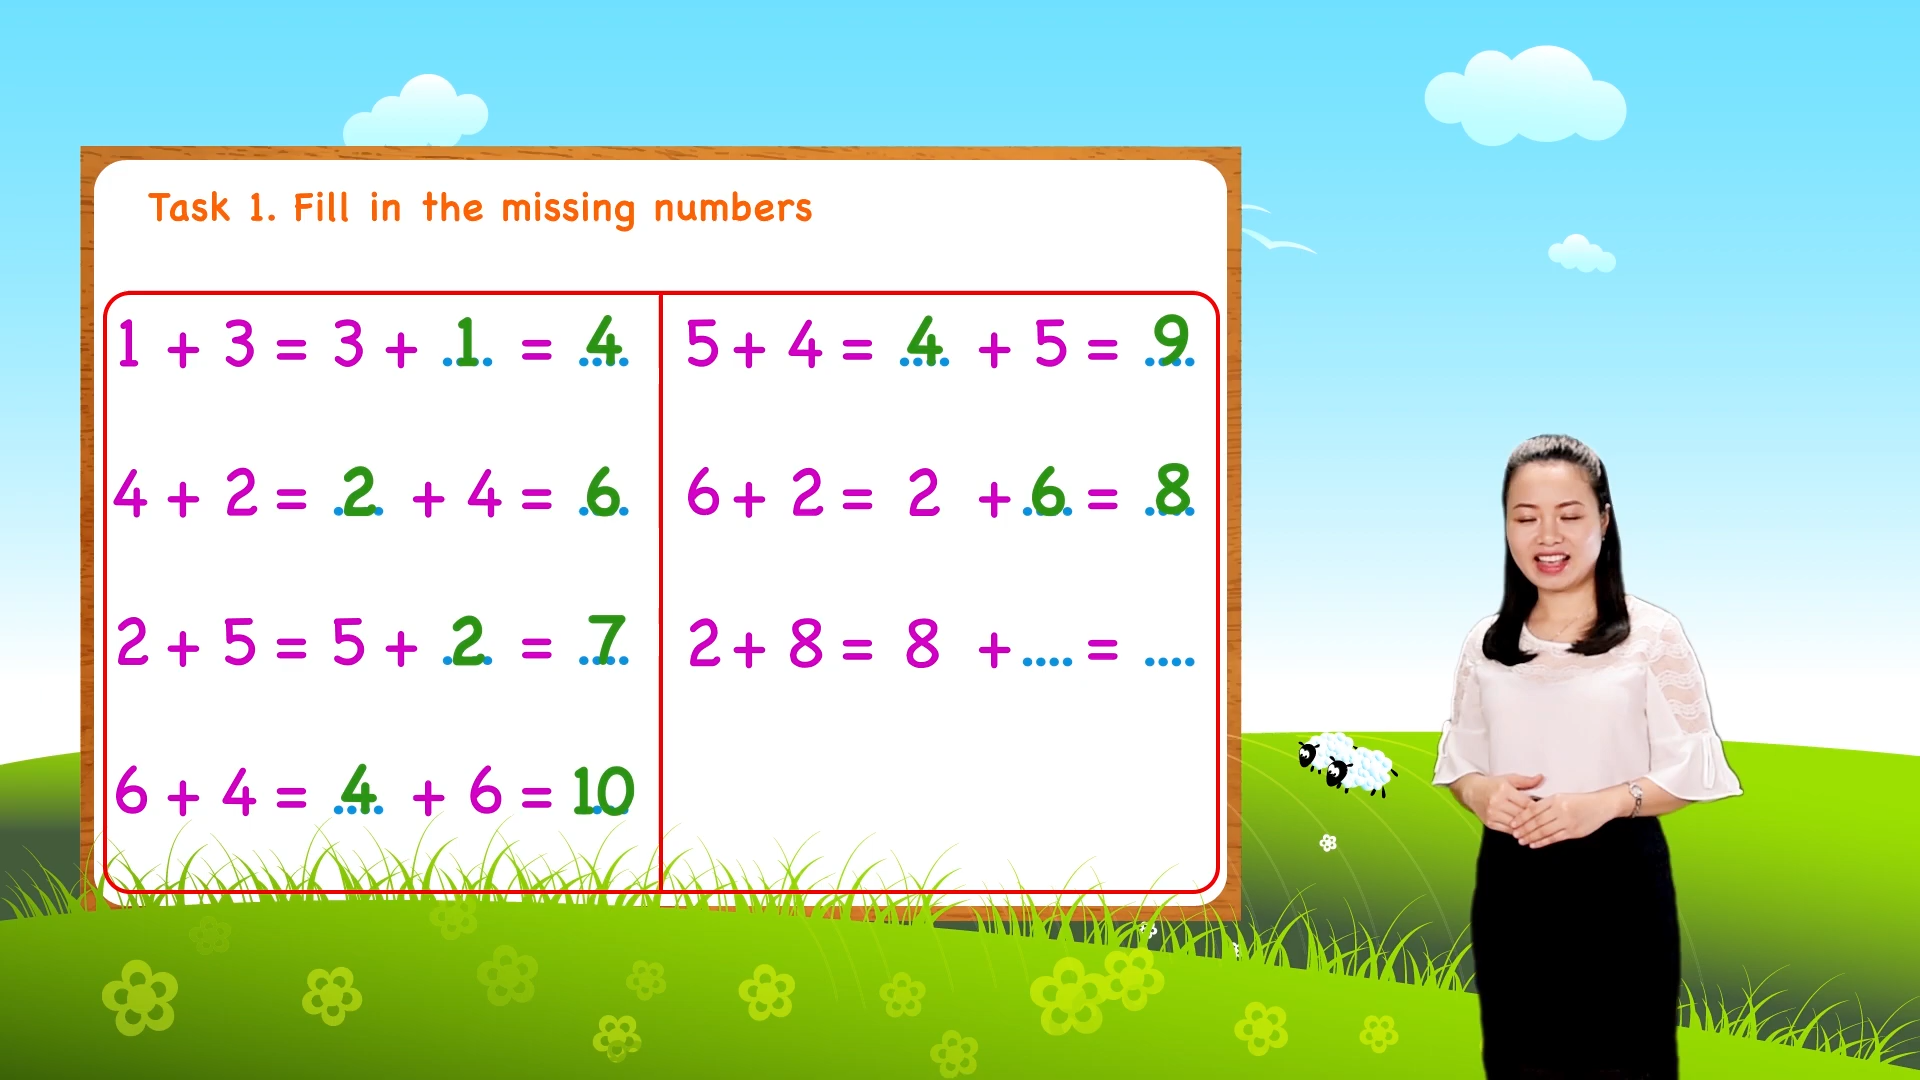 Task 1. Fill in the missing numbers
1 + 3 = 3 + 1 = 4
4 + 2 = 2 + 4 = 6
2 + 5 = 5 + 2 = 7
6 + 4 = 4 + 6 = 10
5 + 4 = 4 + 5 = 9
6 + 2 = 2 + 6 = 8
2 + 8 = 8 + .... = ....